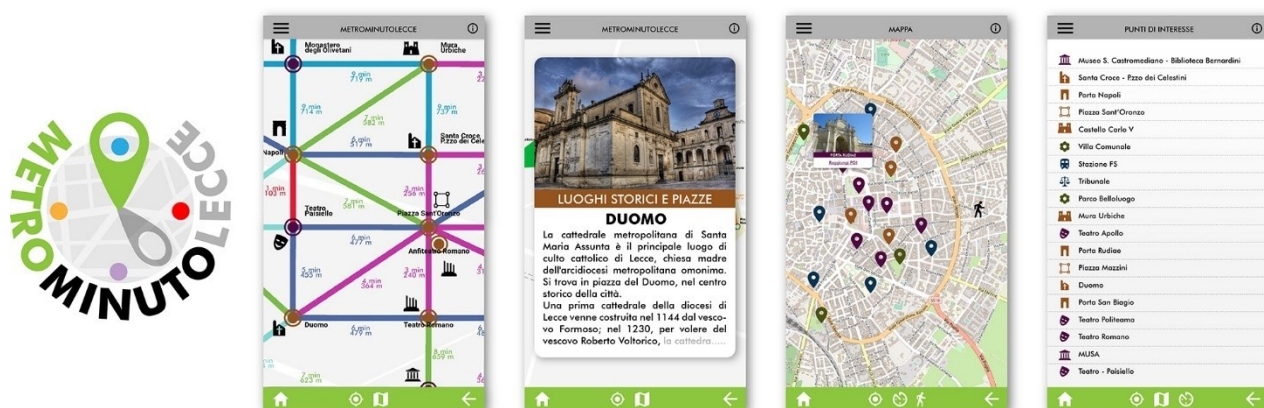 METROMINUTOLECCE
METROMINUTOLECCE
Monastero
degli Olivetani
Mura
Urbiche
9 min
719 m
9 min
714 m
7 min
582 m
9 min
737 m
6 min
517 m
Santa Croce
P.zzo dei Cele
Napoli
1 min
103 m
7 min
581 m
3 min
256 m
Teatro
Paisiello
Piazza Sant'Oronzo
6 min
477 m
Anfiteatro Romano
5 min
455 m
4 min
364 m
3 min
240 m
Duomo
6 min
479 m
Teatro Romano
7 min
623 m
8 min
659 m
METROMINUTOLECCE
LUOGHI STORICI E PIAZZE
DUOMO
La cattedrale metropolitana di Santa
Maria Assunta è il principale luogo di
culto cattolico di Lecce, chiesa madre
dell'arcidiocesi metropolitana omonima.
Si trova in piazza del Duomo, nel centro
storico della città.
Una prima cattedrale della diocesi di
Lecce venne costruita nel 1144 dal vesco-
vo Formoso; nel 1230, per volere del
vescovo Roberto Voltorico, la cattedra.....
MAPPA
PORTA RUDIAE
PUNTI DI INTERESSE
Museo S. Castromediano - Biblioteca Bernardini
Santa Croce - P.zzo dei Celestini
Porta Napoli
Piazza Sant'Oronzo
Castello Carlo V
Villa Comunale
Stazione FS
Tribunale
Parco Belloluogo
Mura Urbiche
Teatro Apollo
Porta Rudiae
Piazza Mazzini
Duomo
Porta San Biagio
Teatro Politeama
Teatro Romano
MUSA
Teatro - Paisiello